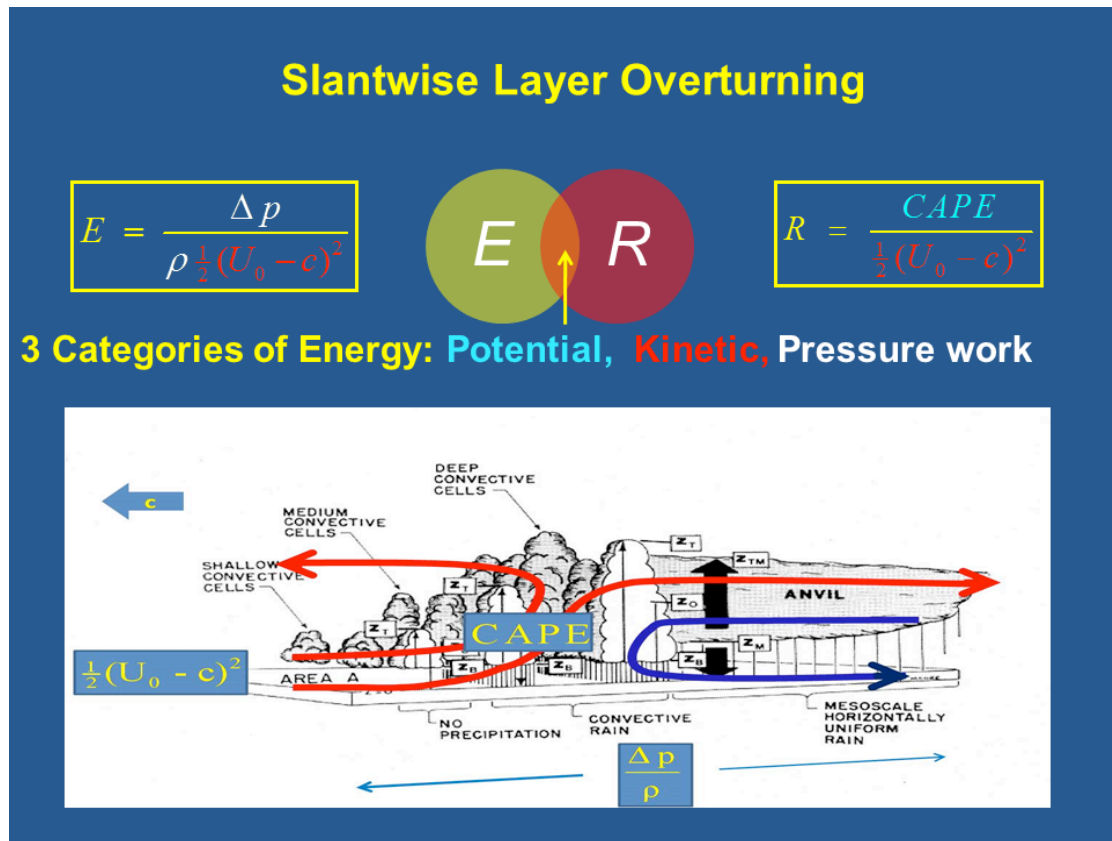 Slantwise Layer Overturning
E = Δ p / ρ ½ (U₀ – c)²
E R
R = CAPE / ½ (U₀ – c)²
3 Categories of Energy: Potential, Kinetic, Pressure work
c
DEEP
CONVECTIVE
CELLS
MEDIUM
CONVECTIVE
CELLS
SHALLOW
CONVECTIVE
CELLS
Z_T
Z_TM
Z_T
ANVIL
Z_O
Z_T
CAPE
Z_M
Z_B
Z_B
Z_B
½ (U₀ - c)²
AREA A
NO
PRECIPITATION
CONVECTIVE
RAIN
MESOSCALE
HORIZONTALLY
UNIFORM
RAIN
Δ p / ρ